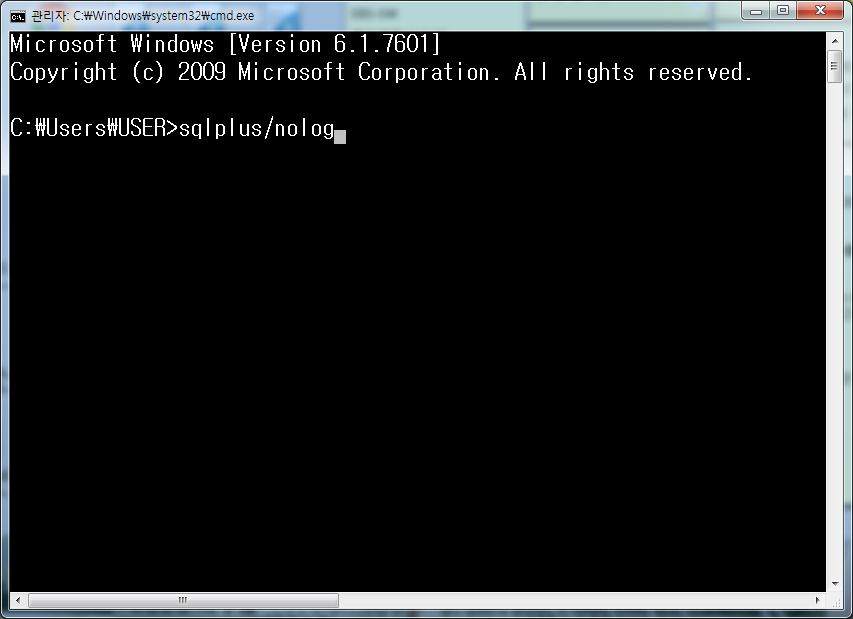 관리자: C:₩Windows₩system32₩cmd.exe
Microsoft Windows [Version 6.1.7601]
Copyright (c) 2009 Microsoft Corporation. All rights reserved.
C:₩Users₩USER>sqlplus/nolog